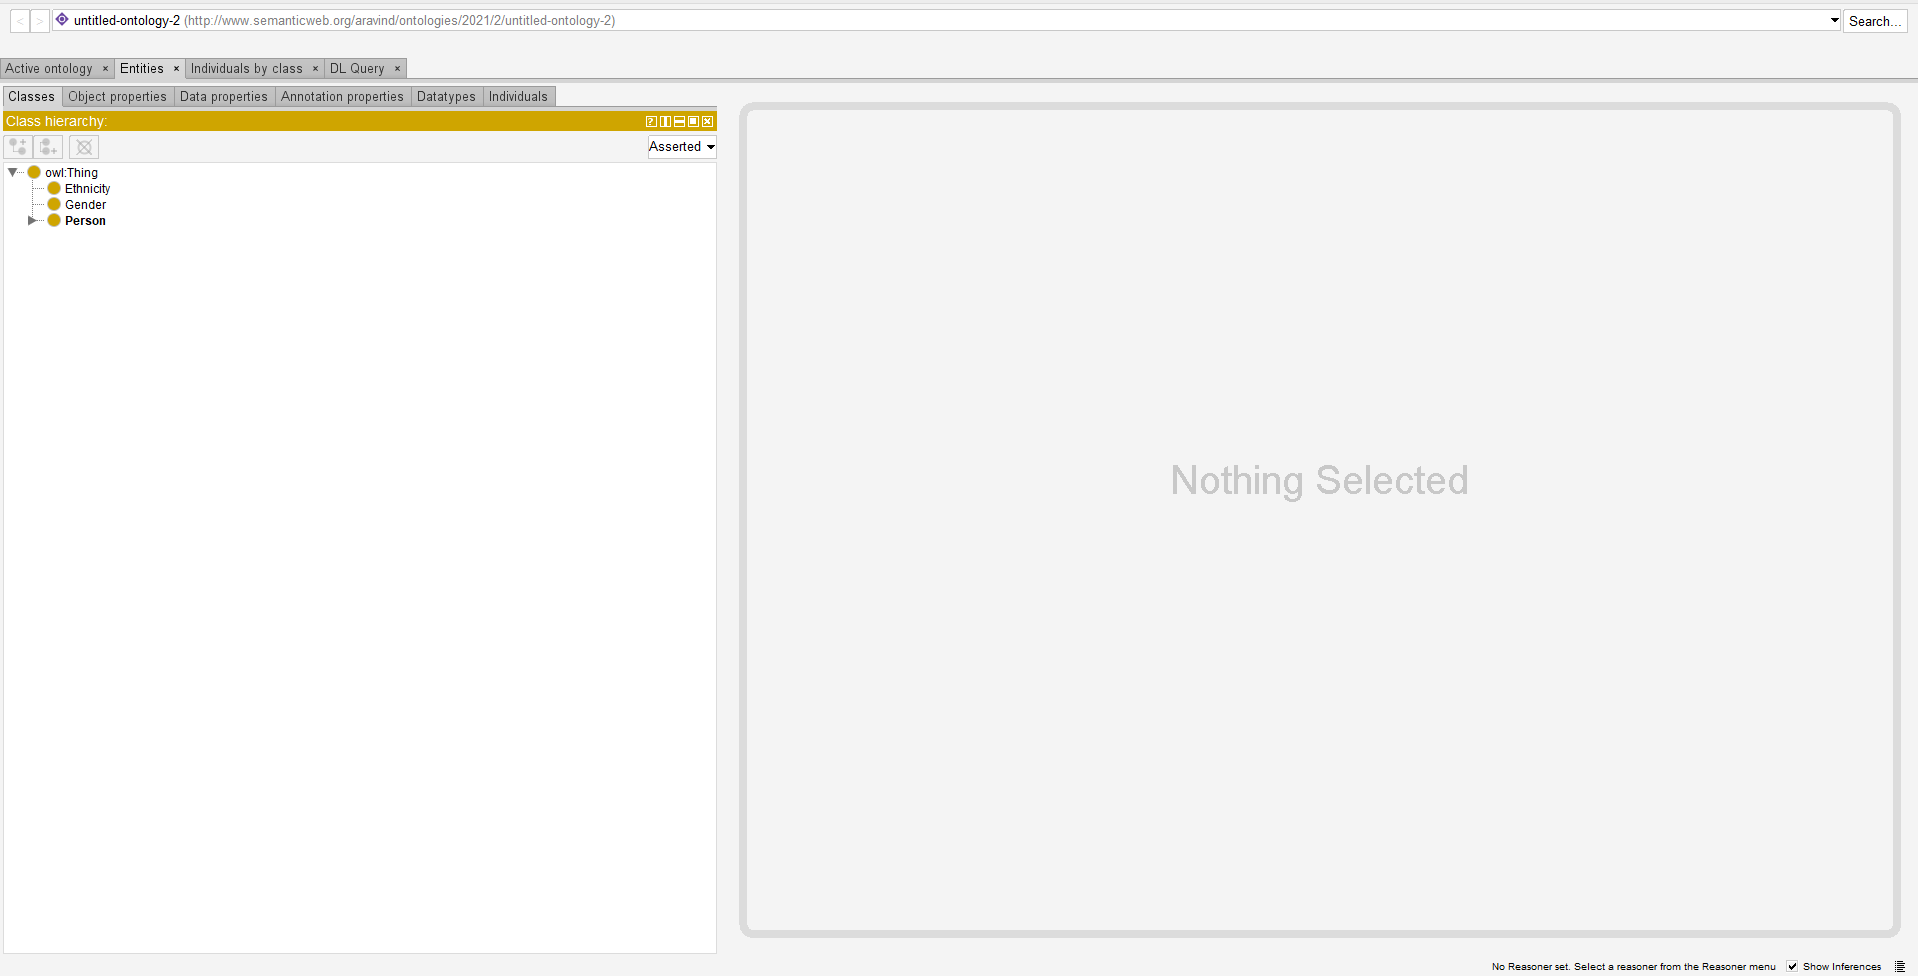 < > untitled-ontology-2 (http://www.semanticweb.org/aravind/ontologies/2021/2/untitled-ontology-2) Search...
Active ontology × Entities × Individuals by class × DL Query ×
Classes Object properties Data properties Annotation properties Datatypes Individuals
Class hierarchy:
Asserted
owl:Thing
Ethnicity
Gender
Person
Nothing Selected
No Reasoner set. Select a reasoner from the Reasoner menu Show Inferences